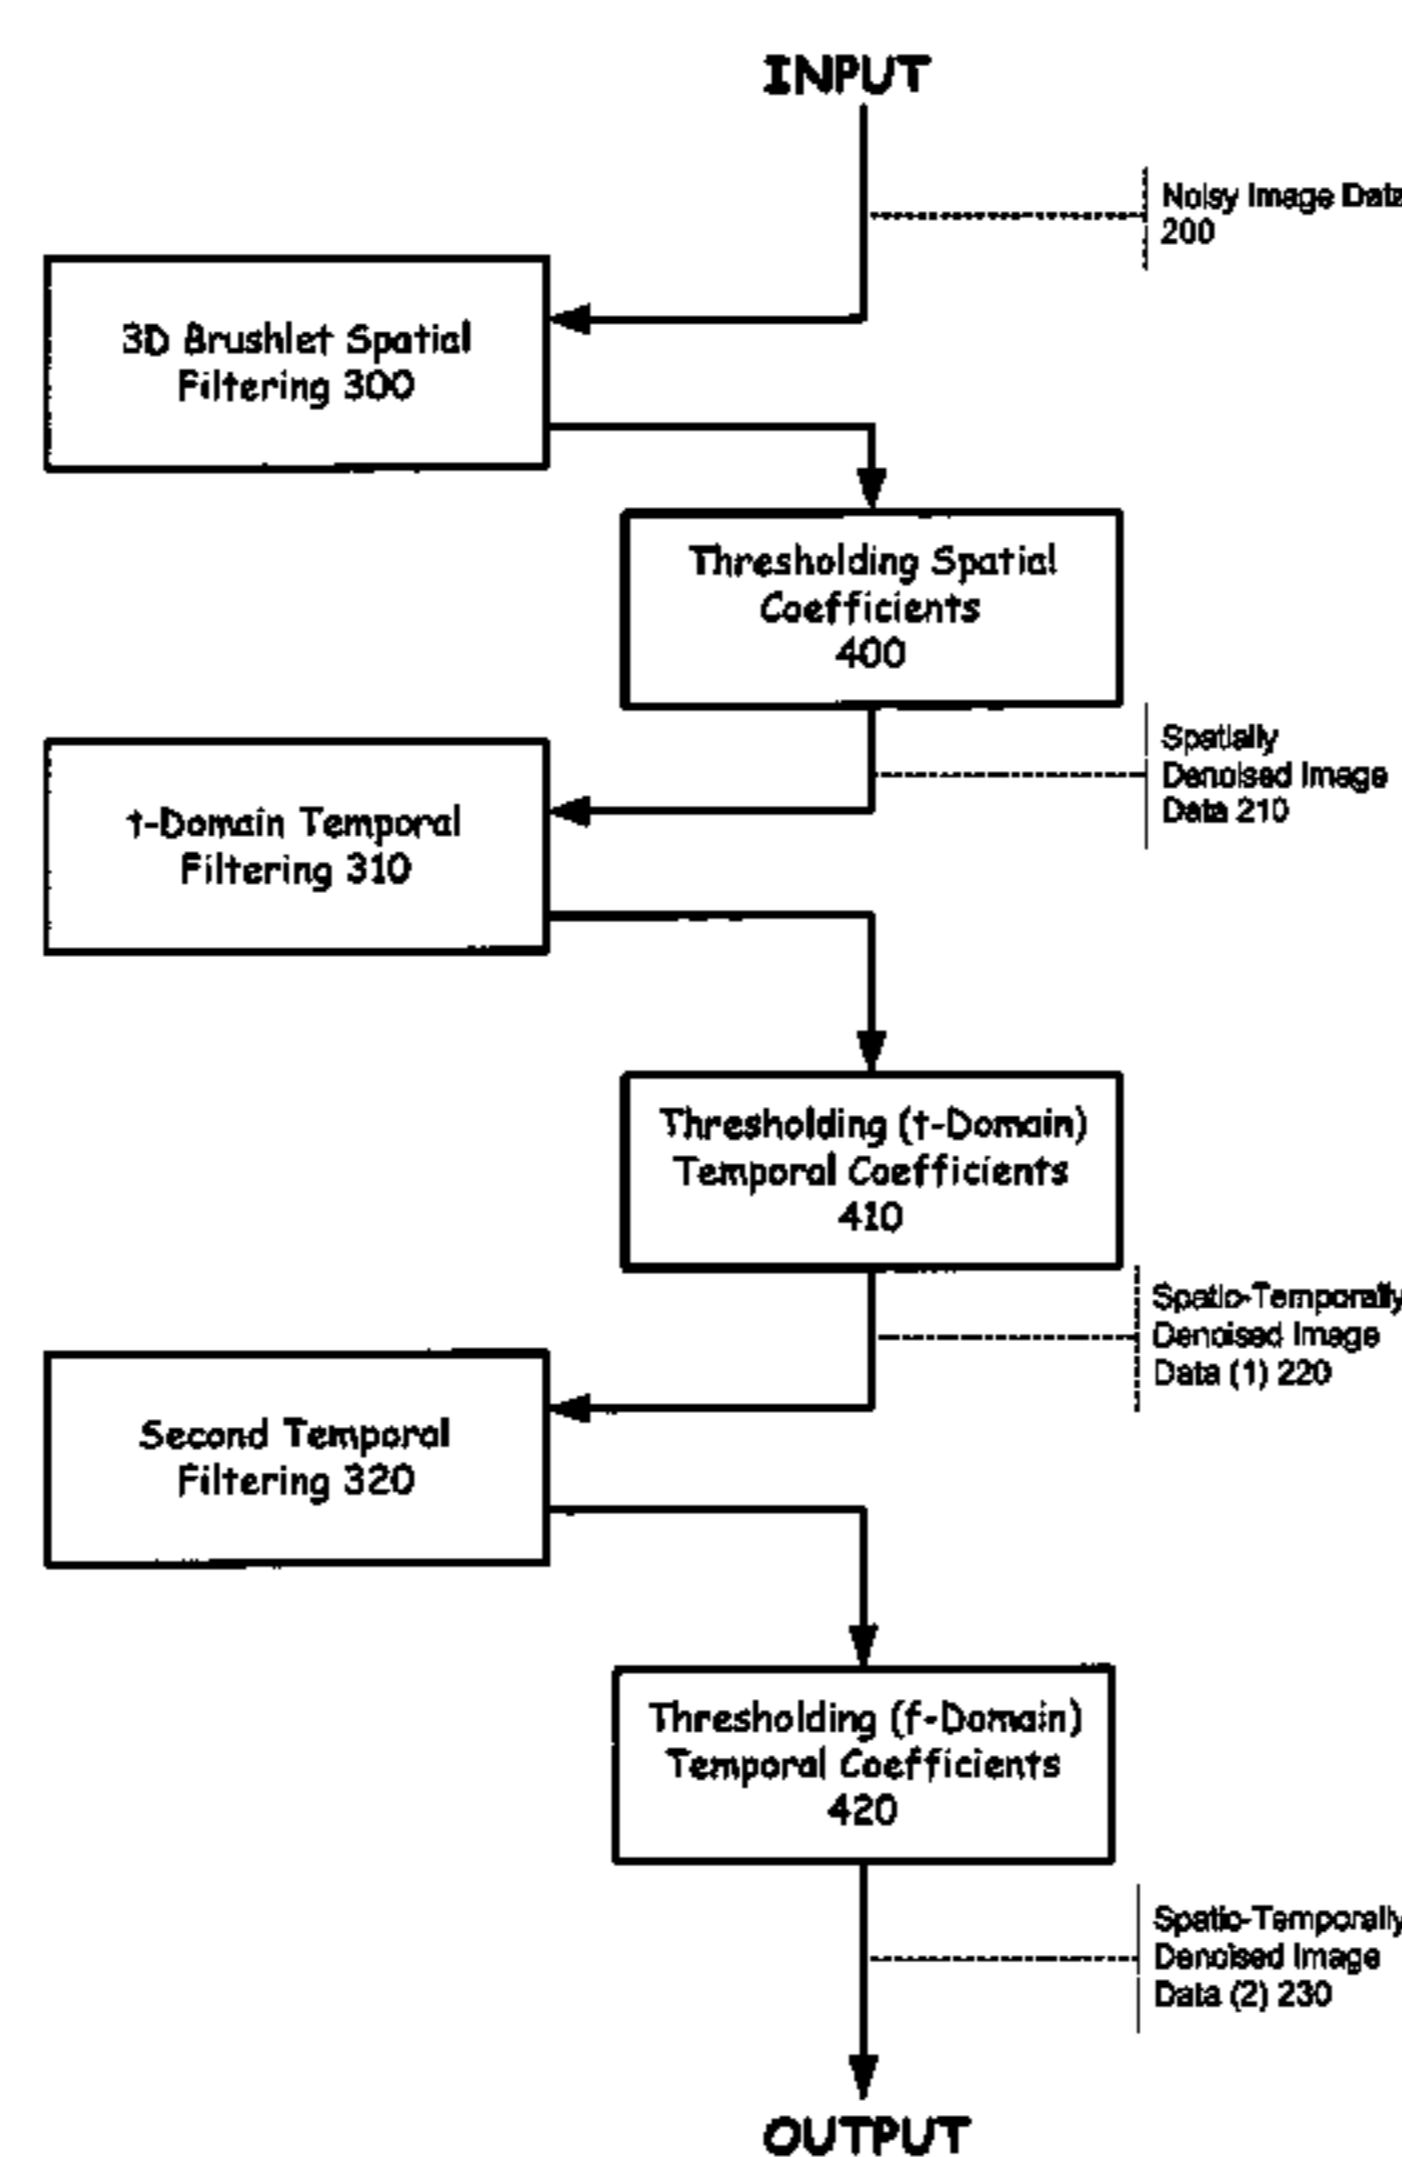 INPUT
Noisy Image Data
200
3D Brushlet Spatial
Filtering 300
Thresholding Spatial
Coefficients
400
Spatially
Denoised Image
Data 210
t-Domain Temporal
Filtering 310
Thresholding (t-Domain)
Temporal Coefficients
410
Spatio-Temporally
Denoised Image
Data (1) 220
Second Temporal
Filtering 320
Thresholding (f-Domain)
Temporal Coefficients
420
Spatio-Temporally
Denoised Image
Data (2) 230
OUTPUT